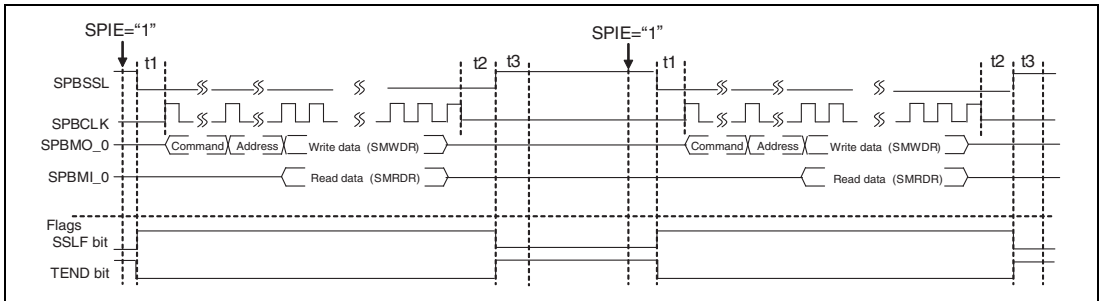 SPIE="1" SPIE="1"
t1 t2 t3 t1 t2 t3
SPBSSL
SPBCLK
SPBMO_0 Command Address Write data (SMWDR) Command Address Write data (SMWDR)
SPBMI_0 Read data (SMRDR) Read data (SMRDR)
Flags
SSLF bit
TEND bit